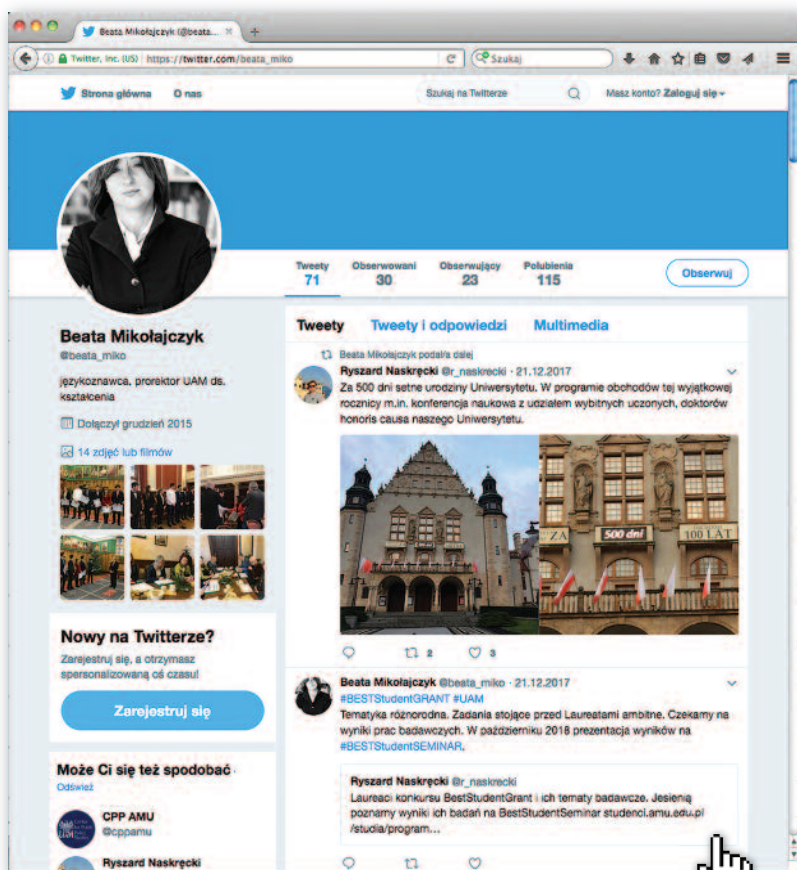 Beata Mikołajczyk (@beata...
Twitter, Inc. (US) https://twitter.com/beata_miko
Szukaj
Strona główna O nas
Szukaj na Twitterze
Masz konto? Zaloguj się
Tweety Obserwowani Obserwujący Polubienia
71 30 23 115
Obserwuj
Beata Mikołajczyk
@beata_miko
językoznawca, prorektor UAM ds.
kształcenia
Dołączył grudzień 2015
14 zdjęć lub filmów
Nowy na Twitterze?
Zarejestruj się, a otrzymasz
spersonalizowaną oś czasu!
Zarejestruj się
Może Ci się też spodobać ·
Odśwież
CPP AMU
@cppamu
Ryszard Naskręcki
Tweety Tweety i odpowiedzi Multimedia
Beata Mikołajczyk podał/a dalej
Ryszard Naskręcki @r_naskrecki · 21.12.2017
Za 500 dni setne urodziny Uniwersytetu. W programie obchodów tej wyjątkowej
rocznicy m.in. konferencja naukowa z udziałem wybitnych uczonych, doktorów
honoris causa naszego Uniwersytetu.
ZA 500 dni 100 LAT
2 3
Beata Mikołajczyk @beata_miko · 21.12.2017
#BESTStudentGRANT #UAM
Tematyka różnorodna. Zadania stojące przed Laureatami ambitne. Czekamy na
wyniki prac badawczych. W październiku 2018 prezentacja wyników na
#BESTStudentSEMINAR.
Ryszard Naskręcki @r_naskrecki
Laureaci konkursu BestStudentGrant i ich tematy badawcze. Jesienią
poznamy wyniki ich badań na BestStudentSeminar studenci.amu.edu.pl
/studia/program…